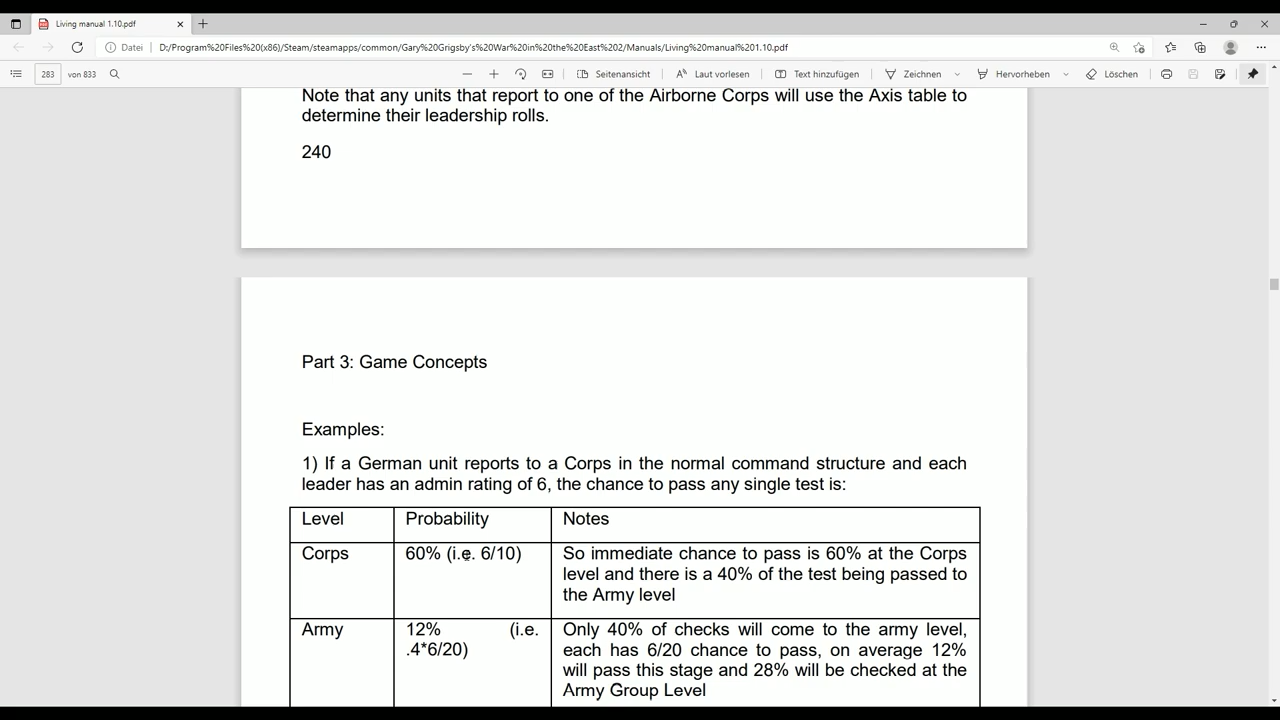 Living manual 1.10.pdf
Datei
D:/Program%20Files%20(x86)/Steam/steamapps/common/Gary%20Grigsby's%20War%20in%20the%20East%202/Manuals/Living%20manual%201.10.pdf
283 von 833
Seitenansicht
Laut vorlesen
Text hinzufügen
Zeichnen
Hervorheben
Löschen
Note that any units that report to one of the Airborne Corps will use the Axis table to
determine their leadership rolls.
240
Part 3: Game Concepts
Examples:
1) If a German unit reports to a Corps in the normal command structure and each
leader has an admin rating of 6, the chance to pass any single test is:
Level Probability Notes
Corps 60% (i.e. 6/10) So immediate chance to pass is 60% at the Corps
level and there is a 40% of the test being passed to
the Army level
Army 12% (i.e. Only 40% of checks will come to the army level,
.4*6/20) each has 6/20 chance to pass, on average 12%
will pass this stage and 28% will be checked at the
Army Group Level